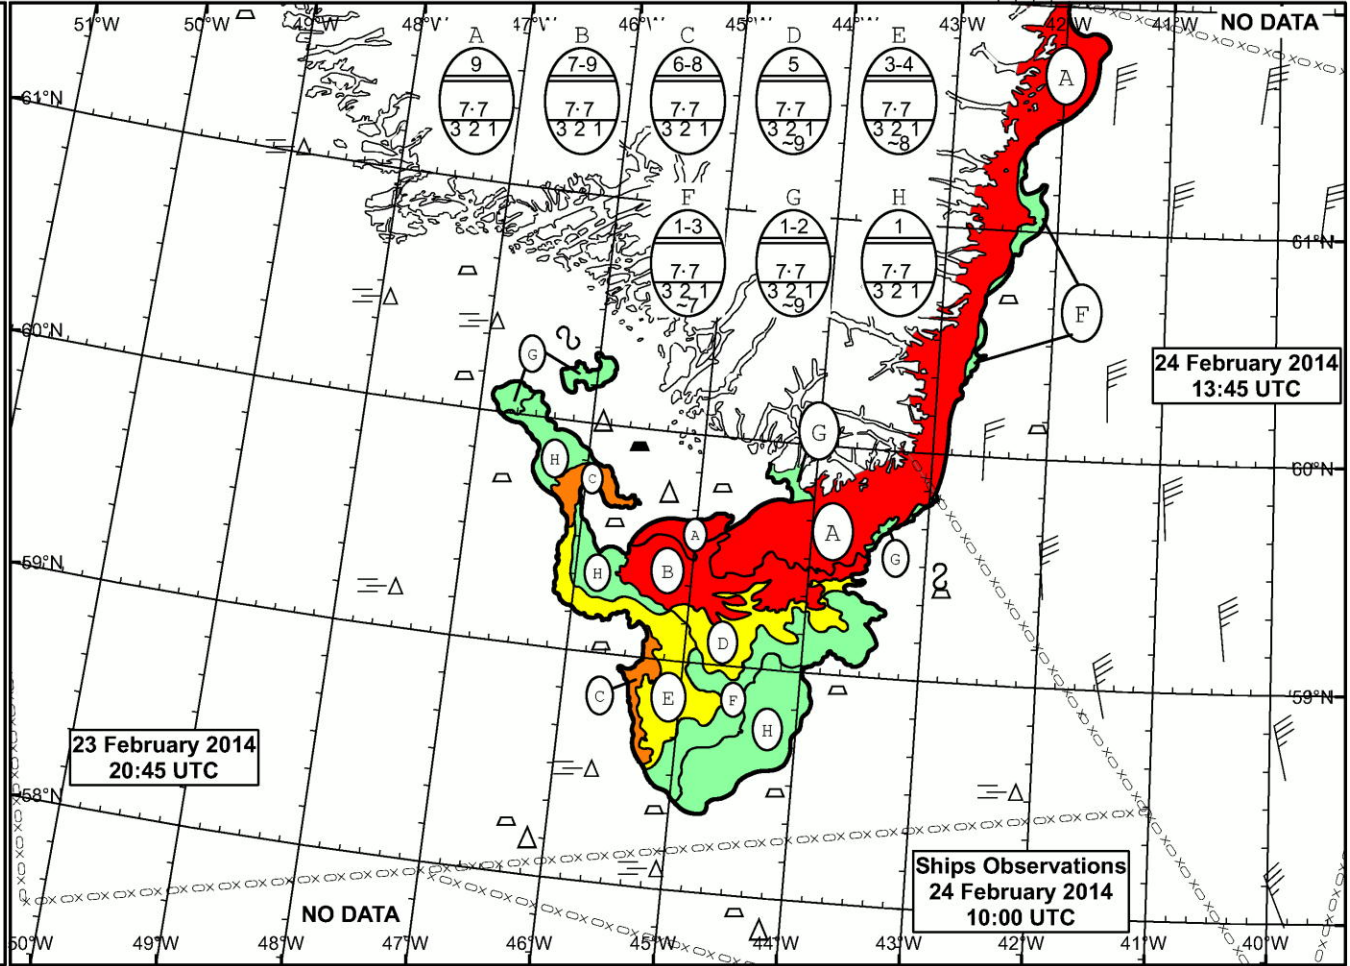 51°W 50°W 49°W 48°W 47°W 46°W 45°W 44°W 43°W 42°W 41°W
NO DATA
A B C D E
9 7-9 6-8 5 3-4
7·7 7·7 7·7 7·7 7·7
3 2 1 3 2 1 3 2 1 3 2 1 3 2 1
~9 ~8
A
61°N
F G H
1-3 1-2 1
7·7 7·7 7·7
3 2 1 3 2 1 3 2 1
~7 ~9
61°N
F
60°N
G
24 February 2014
13:45 UTC
G
H
C
60°N
A
A
G
59°N
H
B
D
C
E
F
59°N
H
23 February 2014
20:45 UTC
58°N
Ships Observations
24 February 2014
10:00 UTC
NO DATA
50°W 49°W 48°W 47°W 46°W 45°W 44°W 43°W 42°W 41°W 40°W